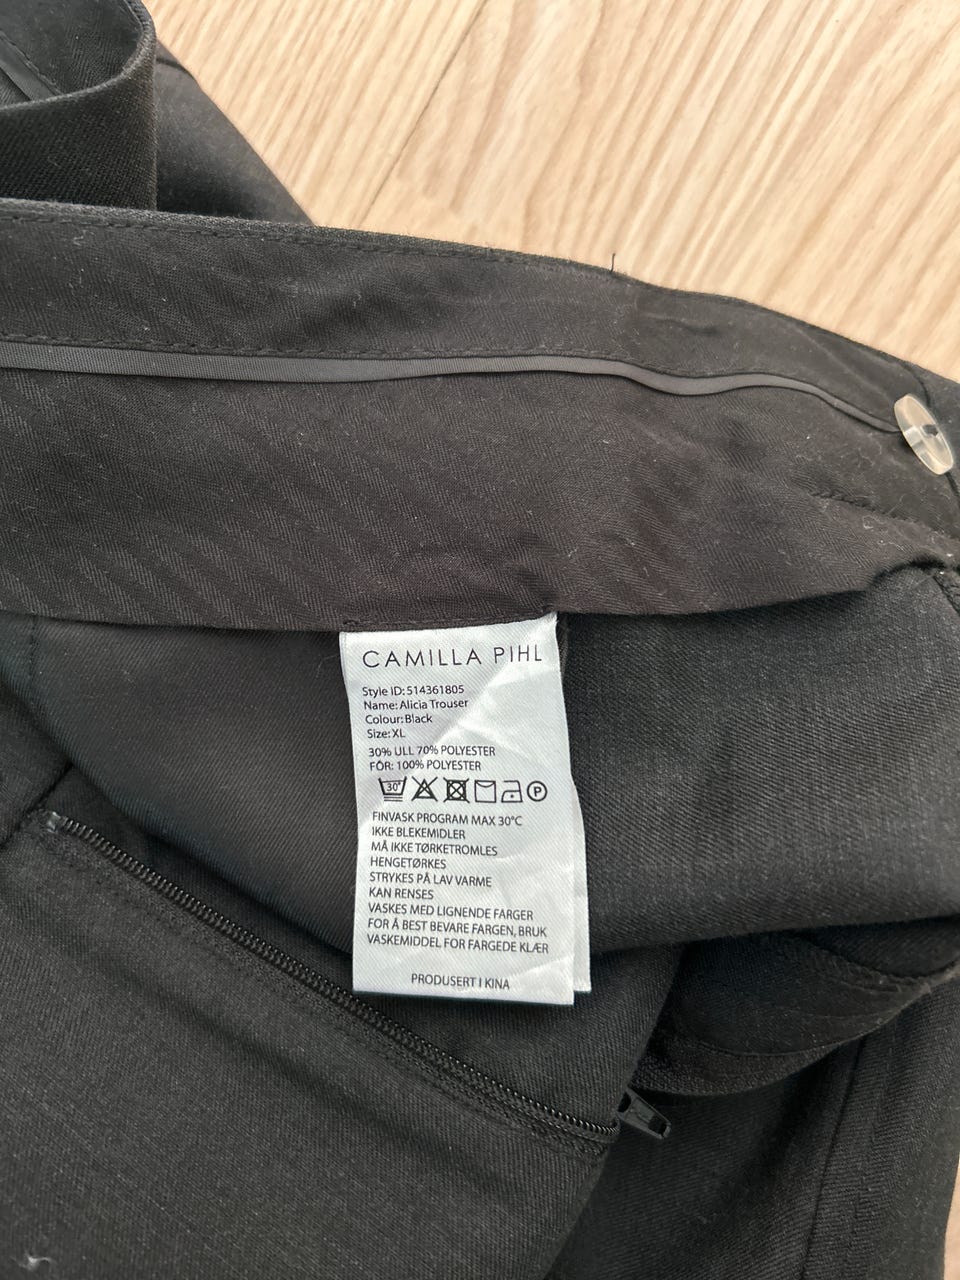 CAMILLA PIHL
Style ID: 514361805
Name: Alicia Trouser
Colour: Black
Size: XL
30% ULL 70% POLYESTER
FÔR: 100% POLYESTER
30°
P
FINVASK PROGRAM MAX 30°C
IKKE BLEKEMIDLER
MÅ IKKE TØRKETROMLES
HENGETØRKES
STRYKES PÅ LAV VARME
KAN RENSES
VASKES MED LIGNENDE FARGER
FOR Å BEST BEVARE FARGEN, BRUK
VASKEMIDDEL FOR FARGEDE KLÆR
PRODUSERT I KINA